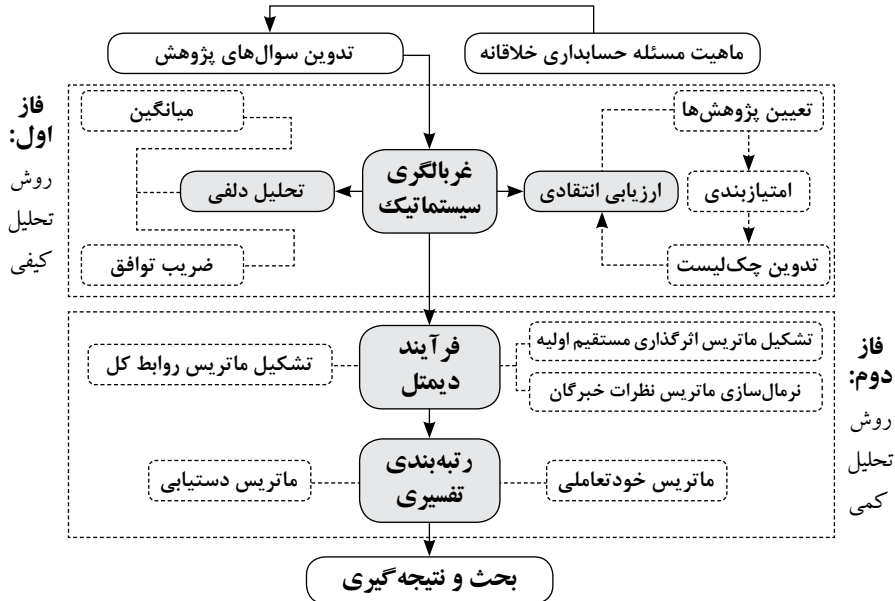 ماهیت مسئله حسابداری خلاقانه
تدوین سوال‌های پژوهش
فاز
اول:
روش
تحلیل
کیفی
تعیین پژوهش‌ها
میانگین
غربالگری
سیستماتیک
ارزیابی انتقادی
امتیازبندی
تحلیل دلفی
تدوین چک‌لیست
ضریب توافق
فاز
دوم:
روش
تحلیل
کمی
فرآیند
دیمتل
تشکیل ماتریس اثرگذاری مستقیم اولیه
نرمال‌سازی ماتریس نظرات خبرگان
تشکیل ماتریس روابط کل
رتبه‌بندی
تفسیری
ماتریس خودتعاملی
ماتریس دستیابی
بحث و نتیجه‌گیری